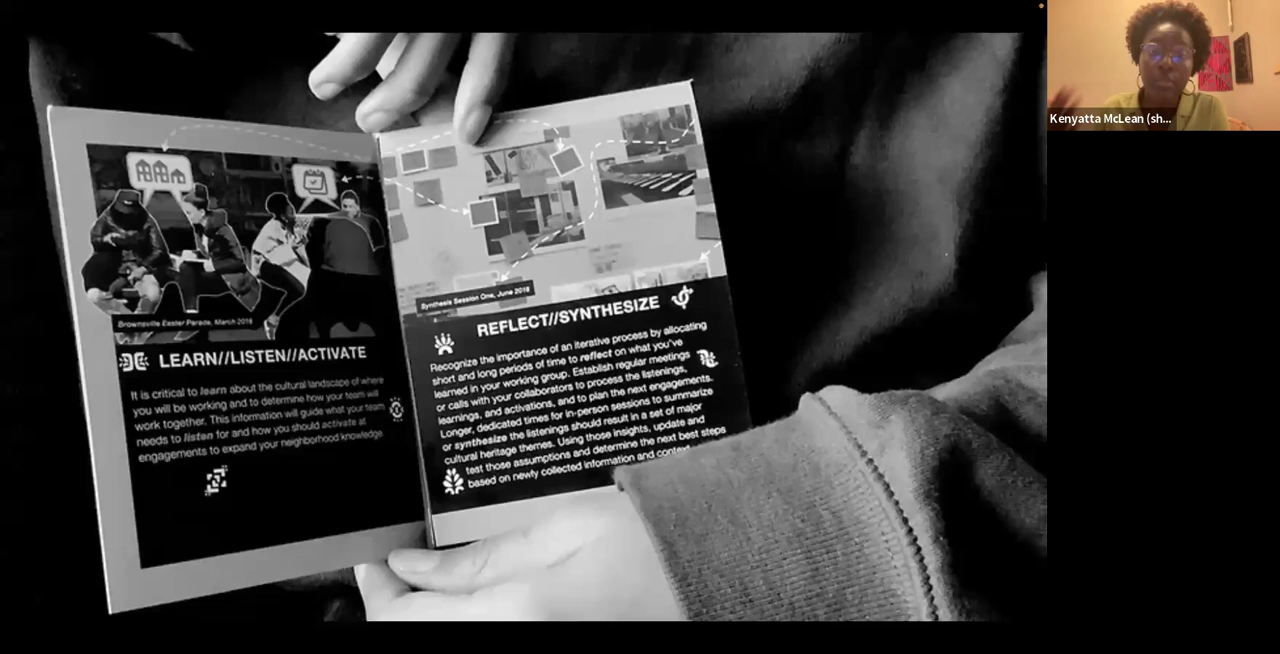 Brownsville Easter Parade, March 2018
LEARN//LISTEN//ACTIVATE
It is critical to learn about the cultural landscape of where
you will be working and to determine how your team will
work together. This information will guide what your team
needs to listen for and how you should activate at
engagements to expand your neighborhood knowledge.
Synthesis Session One, June 2018
REFLECT//SYNTHESIZE
Recognize the importance of an iterative process by allocating
short and long periods of time to reflect on what you've
learned in your working group. Establish regular meetings
or calls with your collaborators to process the listenings,
learnings, and activations, and to plan the next engagements.
Longer, dedicated times for in-person sessions to summarize
or synthesize the listenings should result in a set of major
cultural heritage themes. Using those insights, update and
test those assumptions and determine the next best steps
based on newly collected information and context.
Kenyatta McLean (sh...